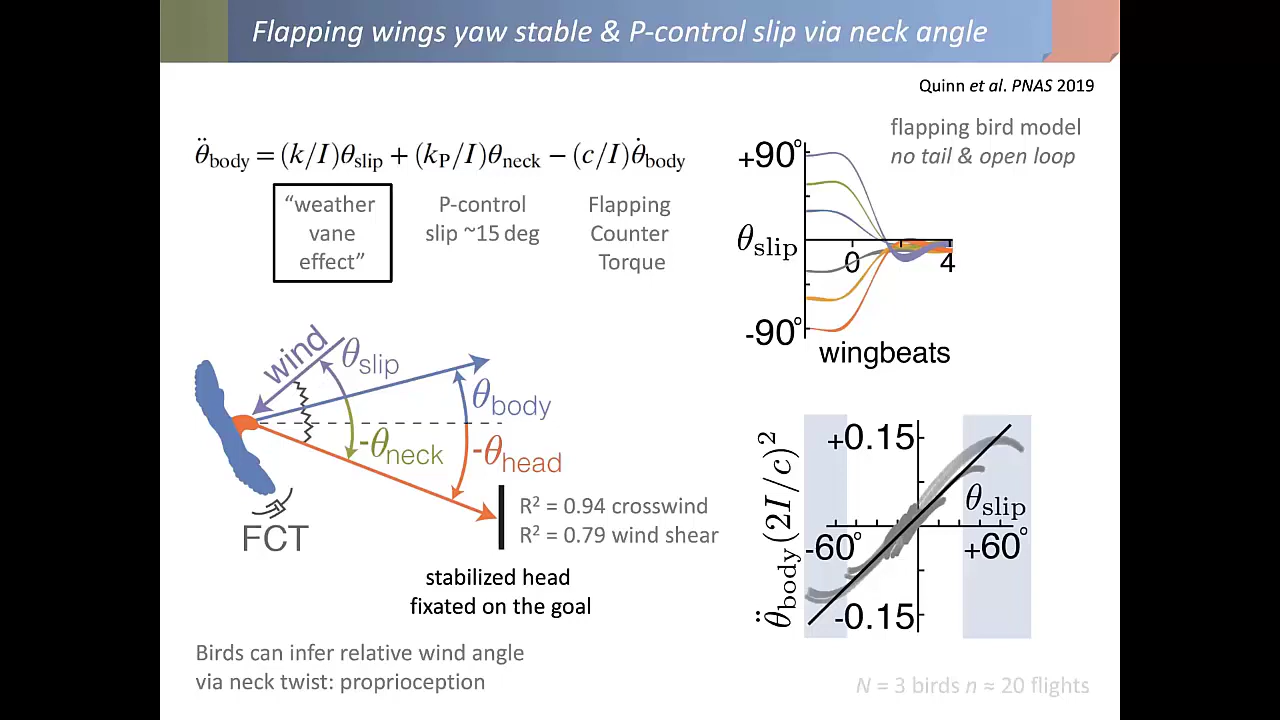 Flapping wings yaw stable & P-control slip via neck angle
Quinn et al. PNAS 2019
flapping bird model
no tail & open loop
θ̈body = (k/I)θslip + (kP/I)θneck − (c/I)θ̇body
"weather
vane
effect"
P-control
slip ~15 deg
Flapping
Counter
Torque
+90°
θslip
0
4
-90°
wingbeats
wind
θslip
θbody
-θneck
-θhead
FCT
R² = 0.94 crosswind
R² = 0.79 wind shear
stabilized head
fixated on the goal
θ̈body(2I/c)²
+0.15
θslip
-60°
+60°
-0.15
Birds can infer relative wind angle
via neck twist: proprioception
N = 3 birds n ≈ 20 flights